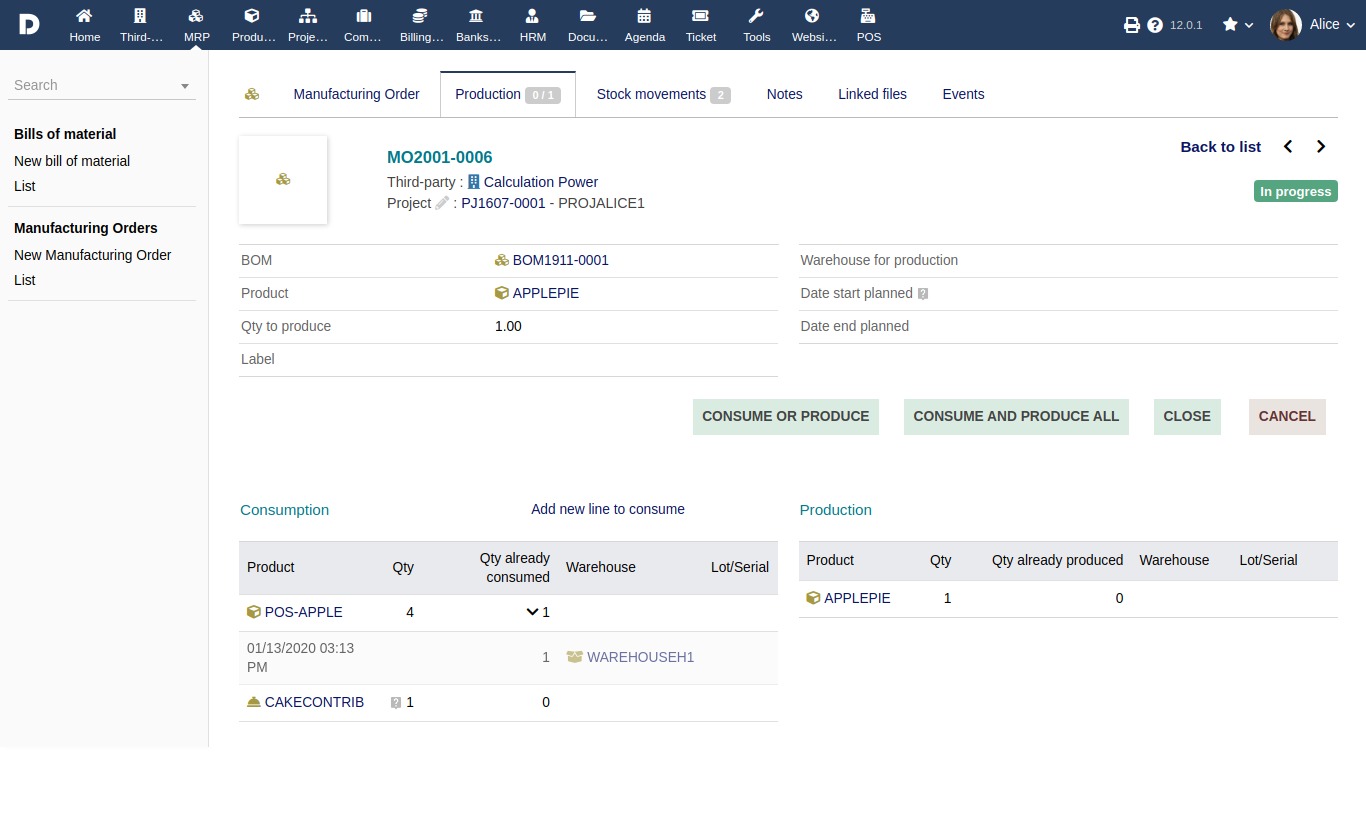 Home Third-… MRP Produ… Proje… Com… Billing… Banks… HRM Docu… Agenda Ticket Tools Websi… POS
12.0.1 Alice
Search
Bills of material
New bill of material
List
Manufacturing Orders
New Manufacturing Order
List
Manufacturing Order Production 0 / 1 Stock movements 2 Notes Linked files Events
MO2001-0006
Third-party : Calculation Power
Project : PJ1607-0001 - PROJALICE1
Back to list
In progress
BOM BOM1911-0001
Product APPLEPIE
Qty to produce 1.00
Label
Warehouse for production
Date start planned ?
Date end planned
CONSUME OR PRODUCE CONSUME AND PRODUCE ALL CLOSE CANCEL
Consumption Add new line to consume
Product Qty Qty already
consumed Warehouse Lot/Serial
POS-APPLE 4 1
01/13/2020 03:13
PM 1 WAREHOUSEH1
CAKECONTRIB ? 1 0
Production
Product Qty Qty already produced Warehouse Lot/Serial
APPLEPIE 1 0